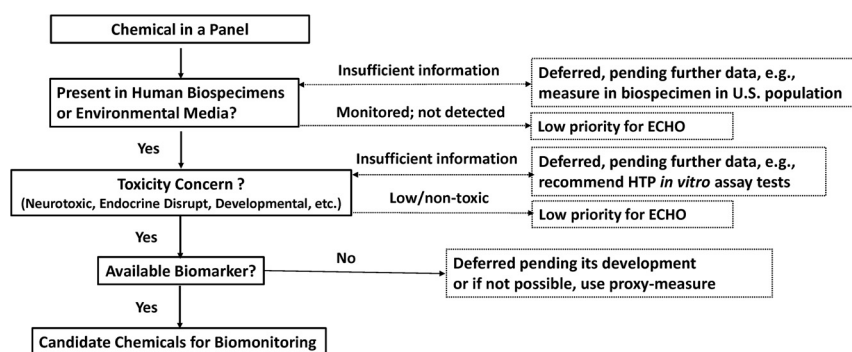 Chemical in a Panel
Insufficient information
Deferred, pending further data, e.g.,
measure in biospecimen in U.S. population
Present in Human Biospecimens
or Environmental Media?
Monitored; not detected
Low priority for ECHO
Yes
Insufficient information
Deferred, pending further data, e.g.,
recommend HTP in vitro assay tests
Toxicity Concern ?
(Neurotoxic, Endocrine Disrupt, Developmental, etc.)
Low/non-toxic
Low priority for ECHO
Yes
No
Available Biomarker?
Deferred pending its development
or if not possible, use proxy-measure
Yes
Candidate Chemicals for Biomonitoring